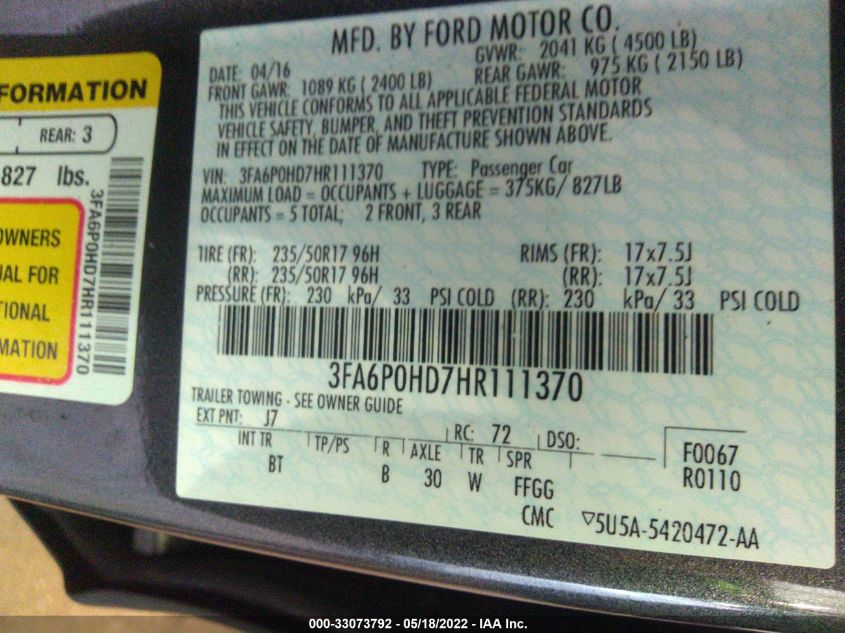 FORMATION
REAR: 3
827 lbs.
OWNERS
UAL FOR
TIONAL
MATION
3FA6P0HD7HR111370
MFD. BY FORD MOTOR CO.
DATE: 04/16 GVWR: 2041 KG ( 4500 LB)
FRONT GAWR: 1089 KG ( 2400 LB) REAR GAWR: 975 KG ( 2150 LB)
THIS VEHICLE CONFORMS TO ALL APPLICABLE FEDERAL MOTOR
VEHICLE SAFETY, BUMPER, AND THEFT PREVENTION STANDARDS
IN EFFECT ON THE DATE OF MANUFACTURE SHOWN ABOVE.
VIN: 3FA6P0HD7HR111370 TYPE: Passenger Car
MAXIMUM LOAD = OCCUPANTS + LUGGAGE = 375KG/ 827LB
OCCUPANTS = 5 TOTAL; 2 FRONT, 3 REAR
TIRE (FR): 235/50R17 96H RIMS (FR): 17x7.5J
(RR): 235/50R17 96H (RR): 17x7.5J
PRESSURE (FR): 230 kPa/ 33 PSI COLD (RR): 230 kPa/ 33 PSI COLD
3FA6P0HD7HR111370
TRAILER TOWING - SEE OWNER GUIDE
EXT PNT: J7 RC: 72 DSO:
INT TR TP/PS R AXLE TR SPR F0067
BT B 30 W FFGG R0110
CMC ▽5U5A-5420472-AA
000-33073792 - 05/18/2022 - IAA Inc.